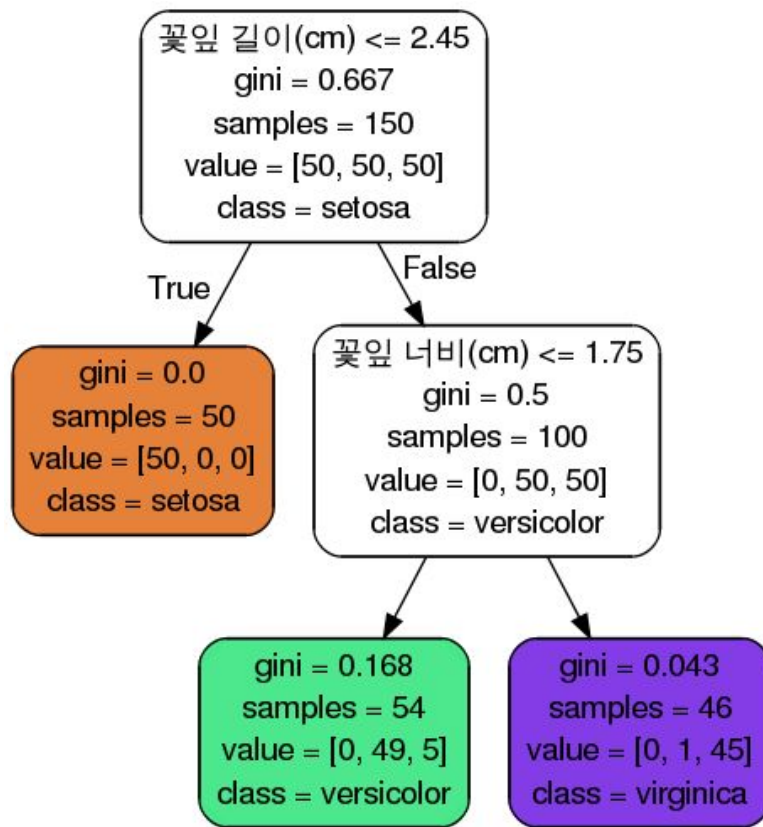 꽃잎 길이(cm) <= 2.45
gini = 0.667
samples = 150
value = [50, 50, 50]
class = setosa
True
False
gini = 0.0
samples = 50
value = [50, 0, 0]
class = setosa
꽃잎 너비(cm) <= 1.75
gini = 0.5
samples = 100
value = [0, 50, 50]
class = versicolor
gini = 0.168
samples = 54
value = [0, 49, 5]
class = versicolor
gini = 0.043
samples = 46
value = [0, 1, 45]
class = virginica